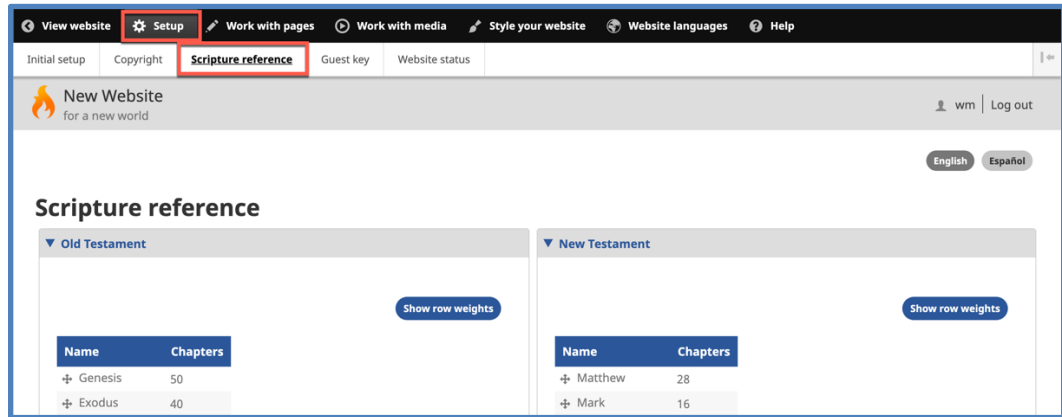 View website Setup Work with pages Work with media Style your website Website languages Help
Initial setup Copyright Scripture reference Guest key Website status
New Website
for a new world
wm Log out
English Español
Scripture reference
Old Testament
Show row weights
Name Chapters
Genesis 50
Exodus 40
New Testament
Show row weights
Name Chapters
Matthew 28
Mark 16